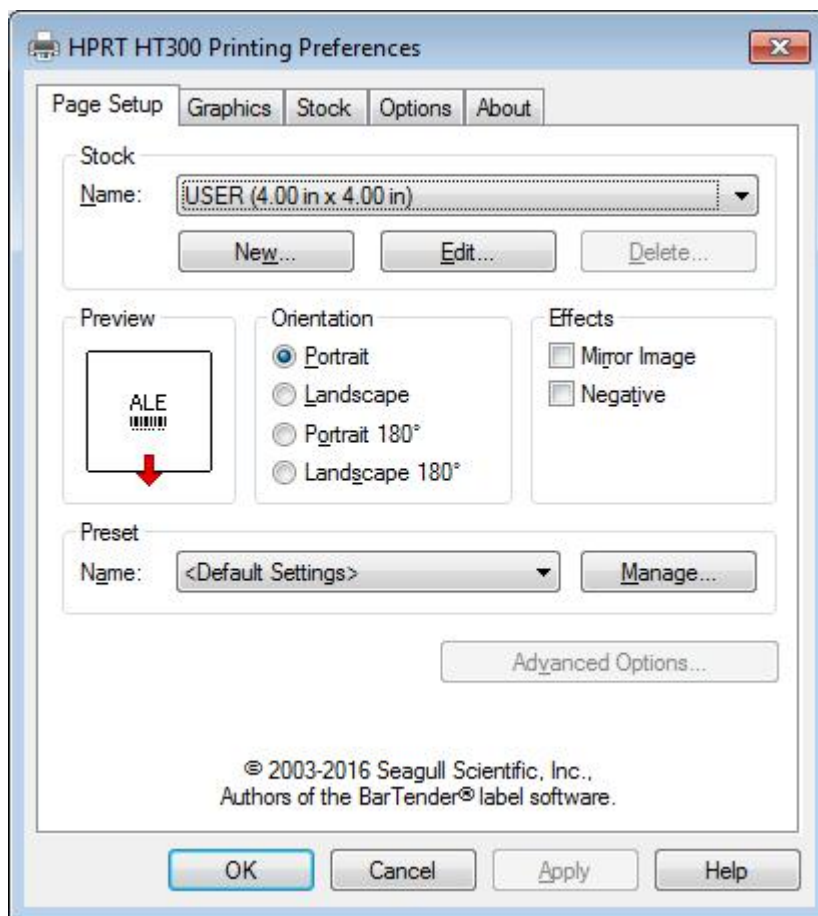 HPRT HT300 Printing Preferences
Page Setup Graphics Stock Options About
Stock
Name: USER (4.00 in x 4.00 in)
New... Edit... Delete...
Preview
ALE
Orientation
Portrait
Landscape
Portrait 180°
Landscape 180°
Effects
Mirror Image
Negative
Preset
Name: <Default Settings> Manage...
Advanced Options...
© 2003-2016 Seagull Scientific, Inc.,
Authors of the BarTender® label software.
OK Cancel Apply Help